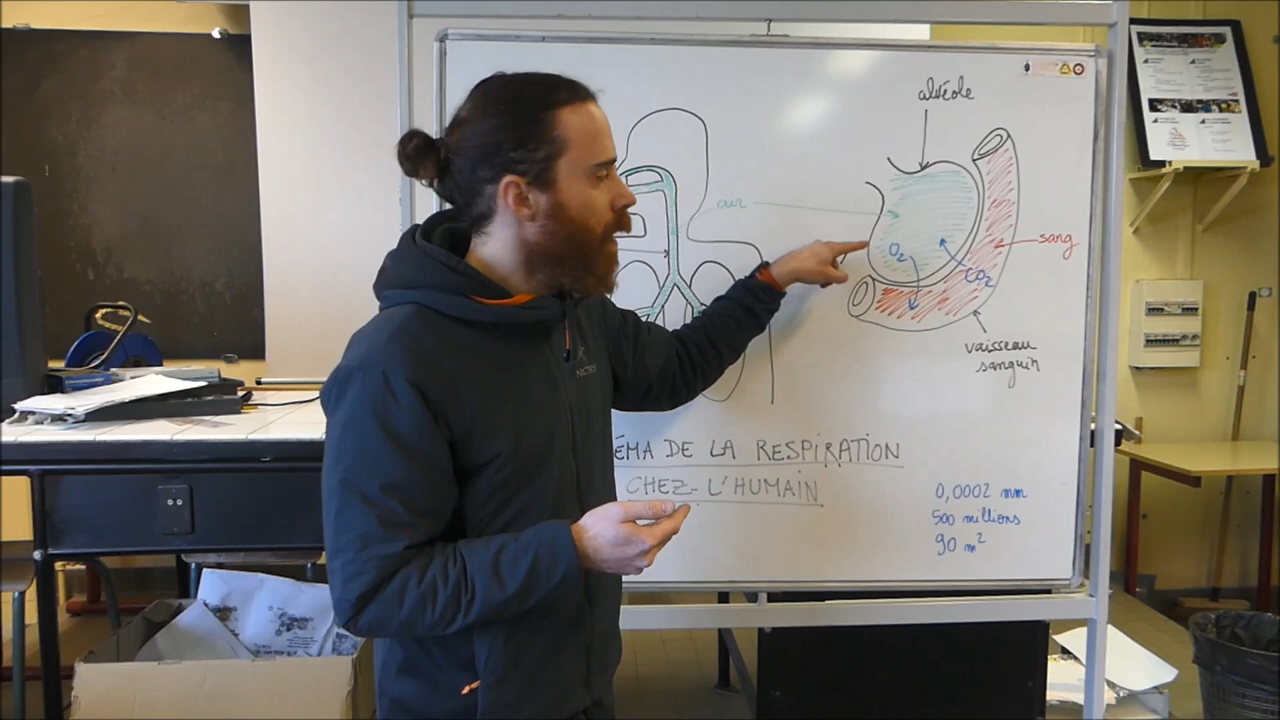 alvéole
air
O₂
CO₂
sang
vaisseau
sanguin
ÉMA DE LA RESPIRATION
CHEZ L'HUMAIN
0,0002 mm
500 millions
90 m²